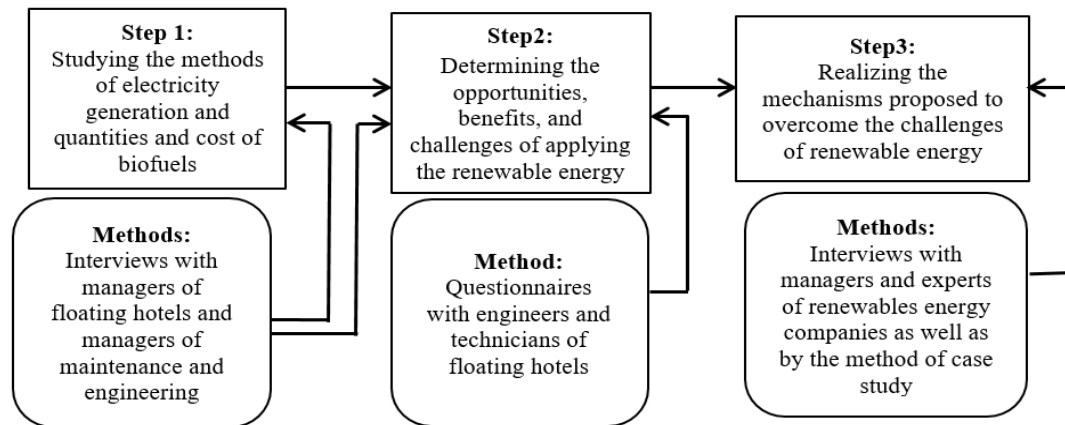 Step 1:
Studying the methods
of electricity
generation and
quantities and cost of
biofuels
Step2:
Determining the
opportunities,
benefits, and
challenges of applying
the renewable energy
Step3:
Realizing the
mechanisms proposed to
overcome the challenges
of renewable energy
Methods:
Interviews with
managers of
floating hotels and
managers of
maintenance and
engineering
Method:
Questionnaires
with engineers and
technicians of
floating hotels
Methods:
Interviews with
managers and experts
of renewables energy
companies as well as
by the method of case
study